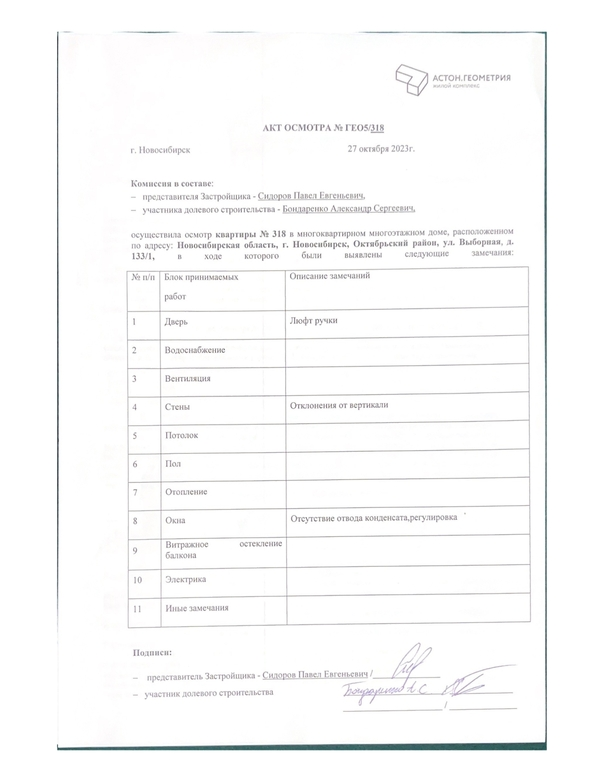 АСТОН.ГЕОМЕТРИЯ
ЖИЛОЙ КОМПЛЕКС
АКТ ОСМОТРА № ГЕО5/318
г. Новосибирск 27 октября 2023г.
Комиссия в составе:
– представителя Застройщика - Сидоров Павел Евгеньевич,
– участника долевого строительства - Бондаренко Александр Сергеевич,
осуществила осмотр квартиры № 318 в многоквартирном многоэтажном доме, расположенном
по адресу: Новосибирская область, г. Новосибирск, Октябрьский район, ул. Выборная, д.
133/1, в ходе которого были выявлены следующие замечания:
№ п/п Блок принимаемых Описание замечаний
работ
1 Дверь Люфт ручки
2 Водоснабжение
3 Вентиляция
4 Стены Отклонения от вертикали
5 Потолок
6 Пол
7 Отопление
8 Окна Отсутствие отвода конденсата,регулировка
9 Витражное остекление
балкона
10 Электрика
11 Иные замечания
Подписи:
– представитель Застройщика - Сидоров Павел Евгеньевич /
– участник долевого строительства Бондаренко А С
/